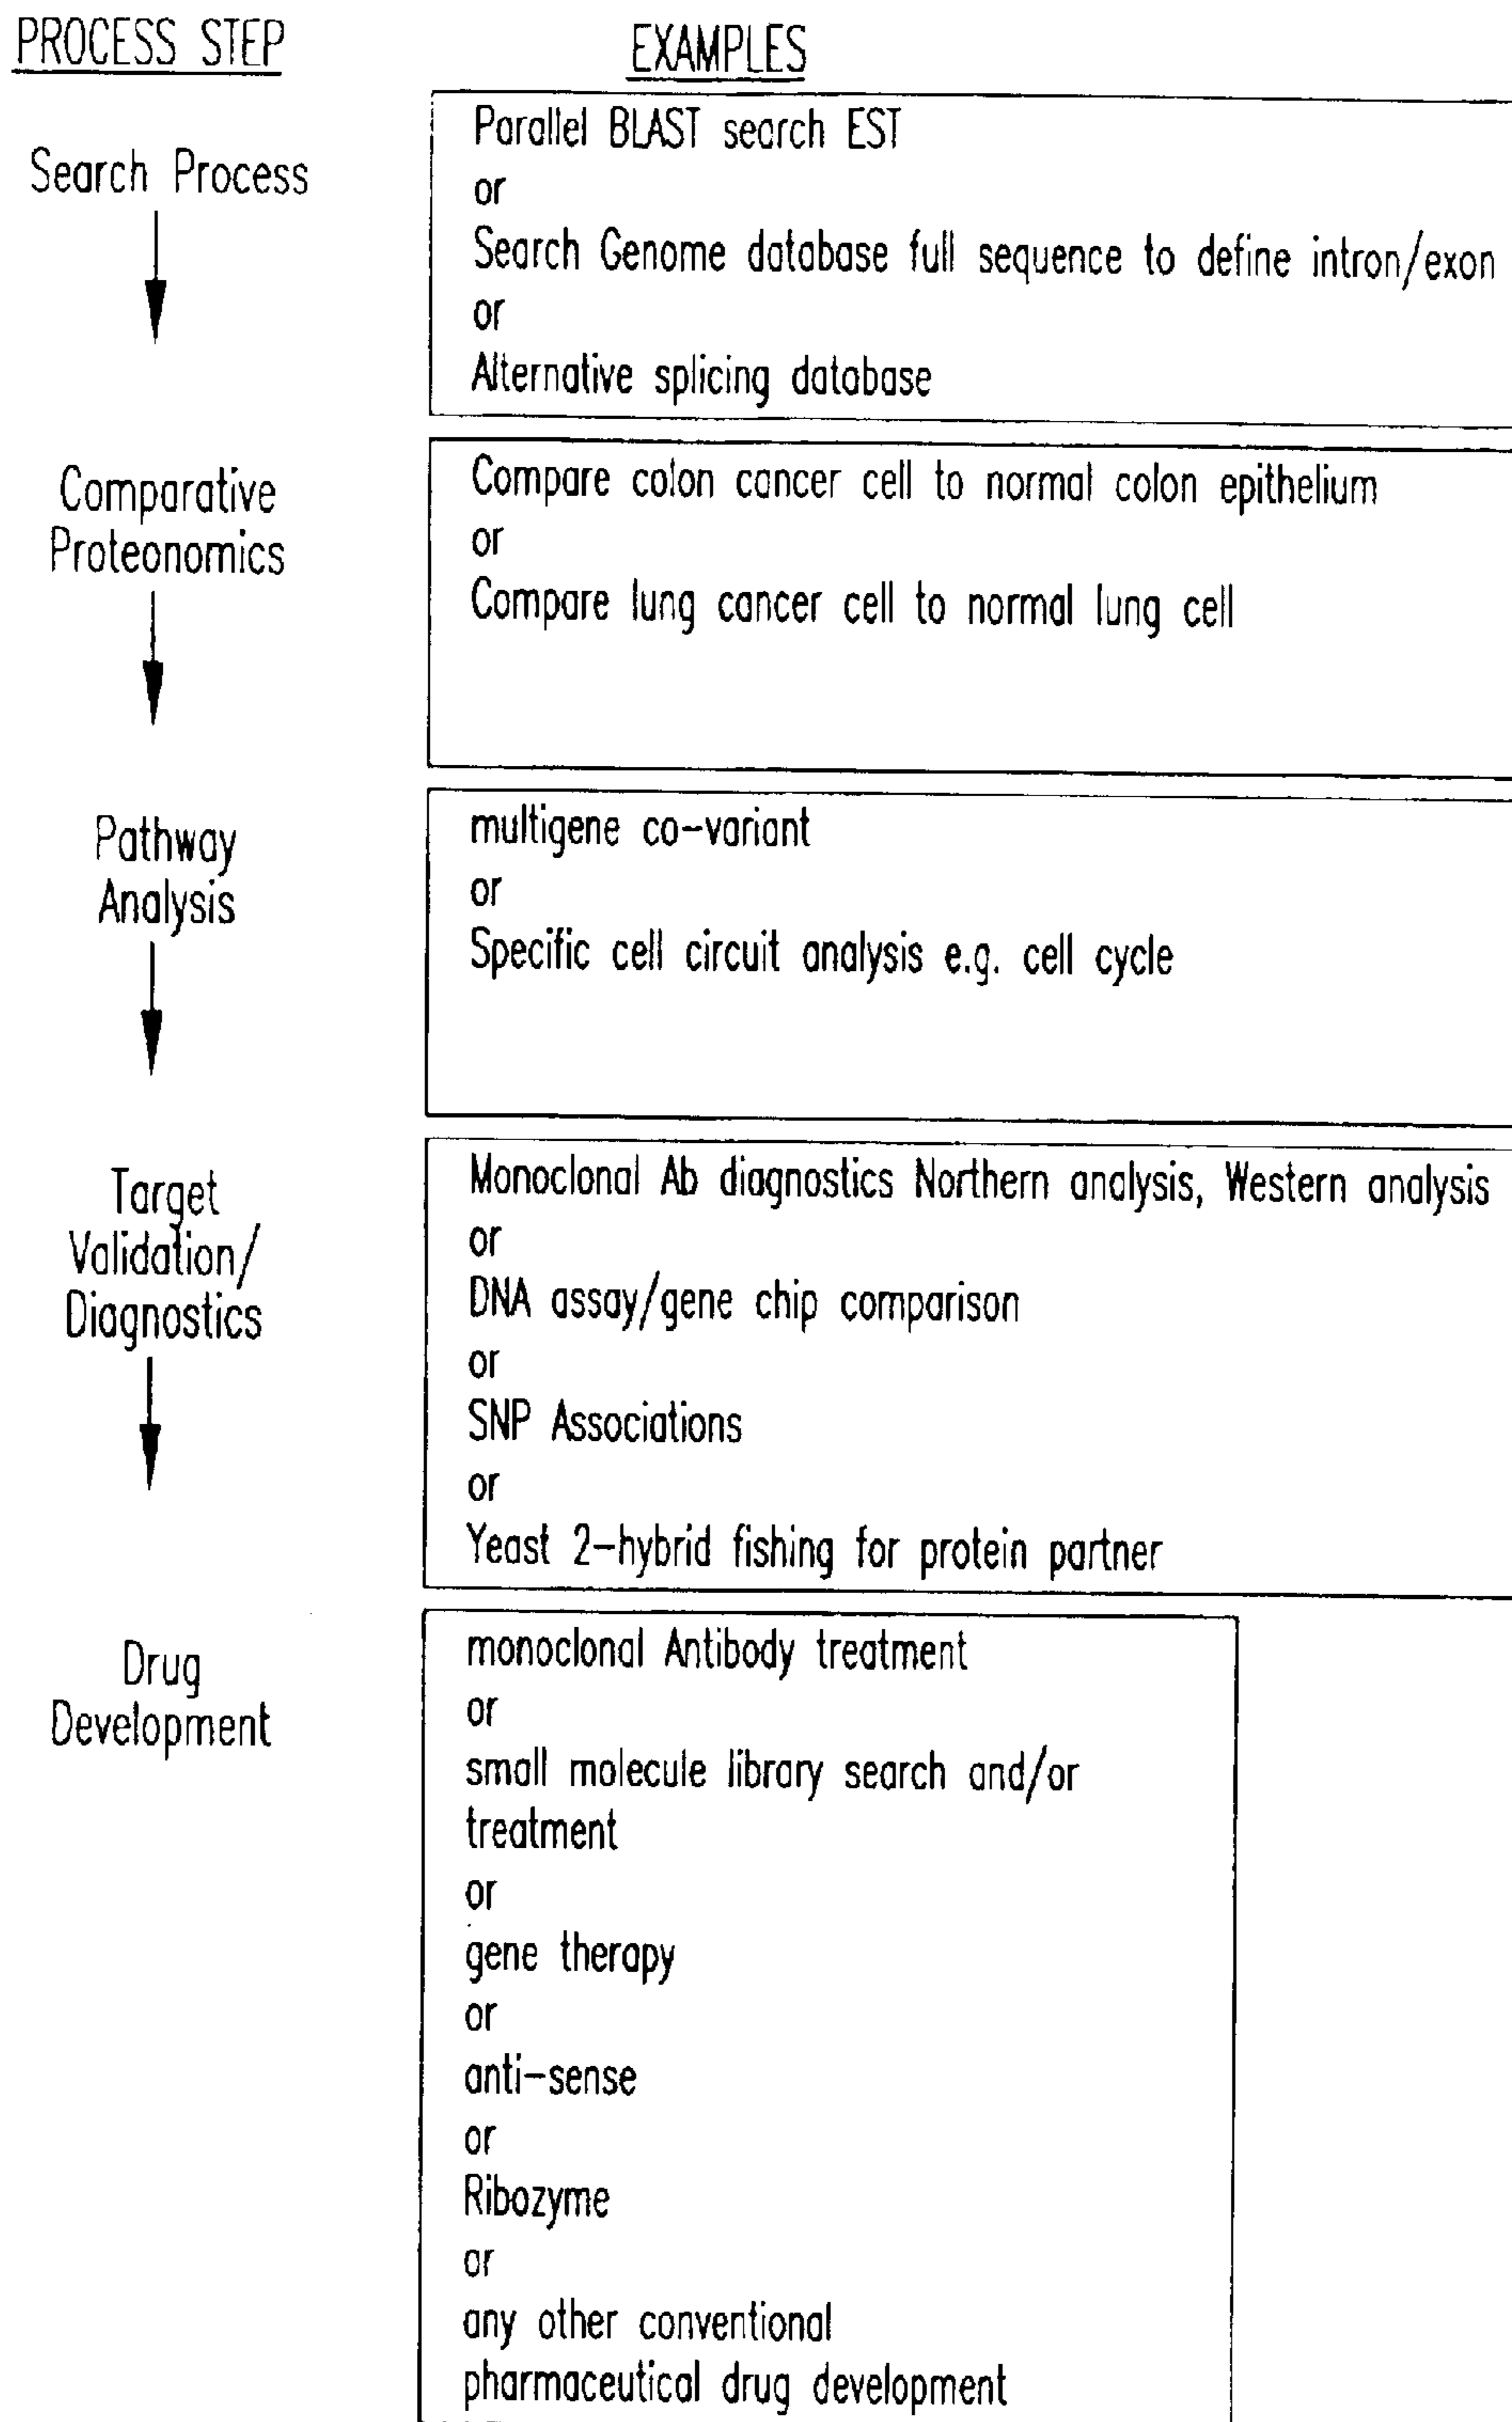 PROCESS STEP
EXAMPLES
Search Process
Parallel BLAST search EST
or
Search Genome database full sequence to define intron/exon
or
Alternative splicing database
Comparative
Proteonomics
Compare colon cancer cell to normal colon epithelium
or
Compare lung cancer cell to normal lung cell
Pathway
Analysis
multigene co-variant
or
Specific cell circuit analysis e.g. cell cycle
Target
Validation/
Diagnostics
Monoclonal Ab diagnostics Northern analysis, Western analysis
or
DNA assay/gene chip comparison
or
SNP Associations
or
Yeast 2-hybrid fishing for protein partner
Drug
Development
monoclonal Antibody treatment
or
small molecule library search and/or
treatment
or
gene therapy
or
anti-sense
or
Ribozyme
or
any other conventional
pharmaceutical drug development